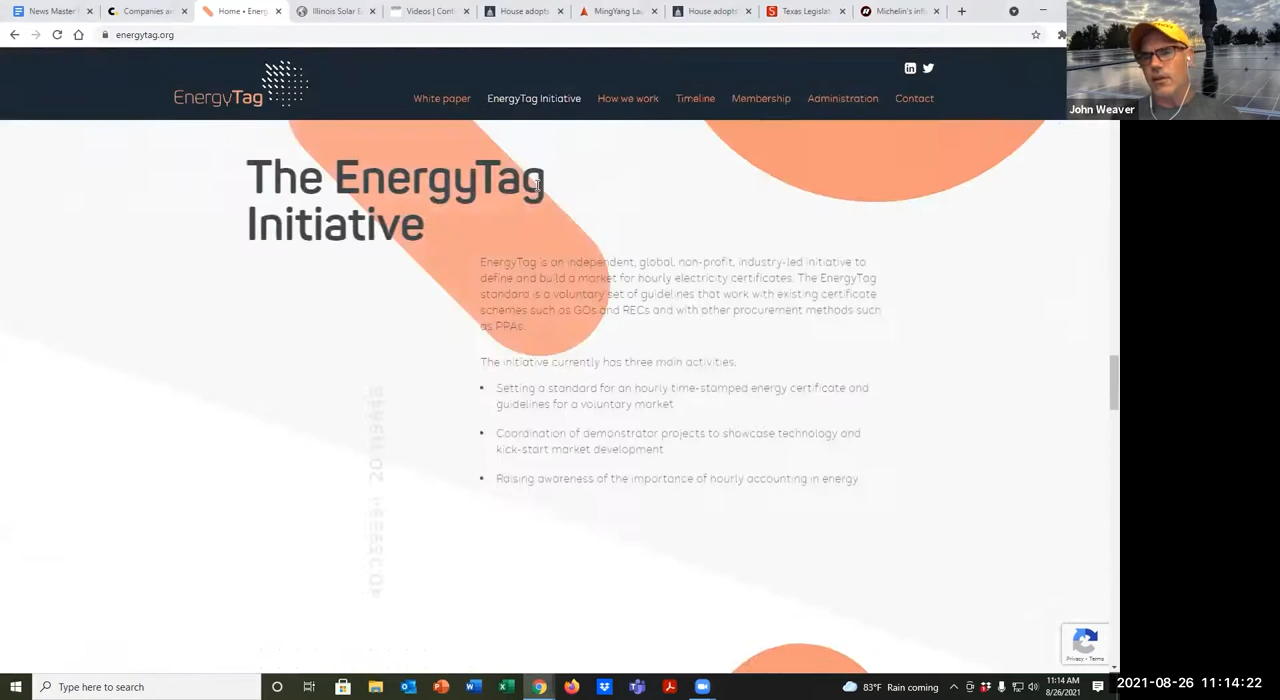 News Master
Companies a
Home • Energ
Illinois Solar E
Videos | Cont
House adopts
MingYang La
House adopts
Texas Legislat
Michelin's inf
energytag.org
EnergyTag
White paper
EnergyTag Initiative
How we work
Timeline
Membership
Administration
Contact
John Weaver
The EnergyTag
Initiative
EnergyTag is an independent, global, non-profit, industry-led initiative to
define and build a market for hourly electricity certificates. The EnergyTag
standard is a voluntary set of guidelines that work with existing certificate
schemes such as GOs and RECs and with other procurement methods such
as PPAs.
The initiative currently has three main activities.
• Setting a standard for an hourly time-stamped energy certificate and
guidelines for a voluntary market
• Coordination of demonstrator projects to showcase technology and
kick-start market development
• Raising awareness of the importance of hourly accounting in energy
Privacy - Terms
Type here to search
83°F Rain coming
11:14 AM
8/26/2021
2021-08-26 11:14:22